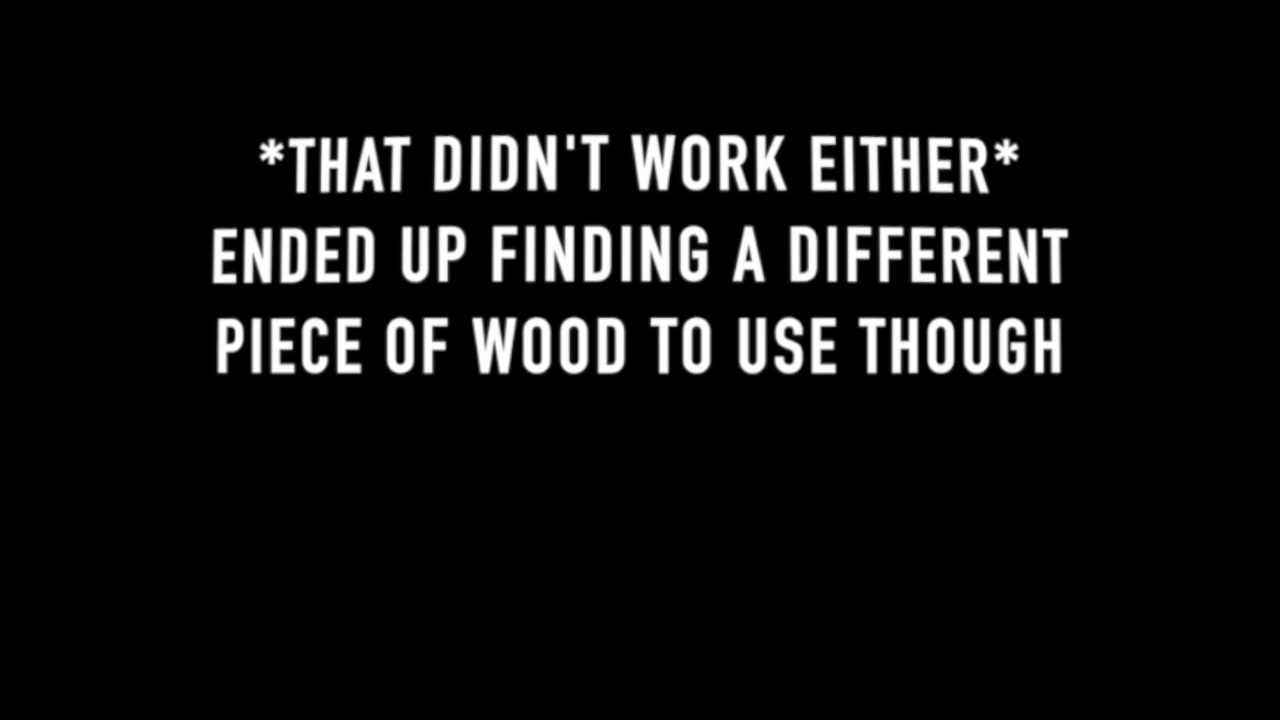 *THAT DIDN'T WORK EITHER*
ENDED UP FINDING A DIFFERENT
PIECE OF WOOD TO USE THOUGH